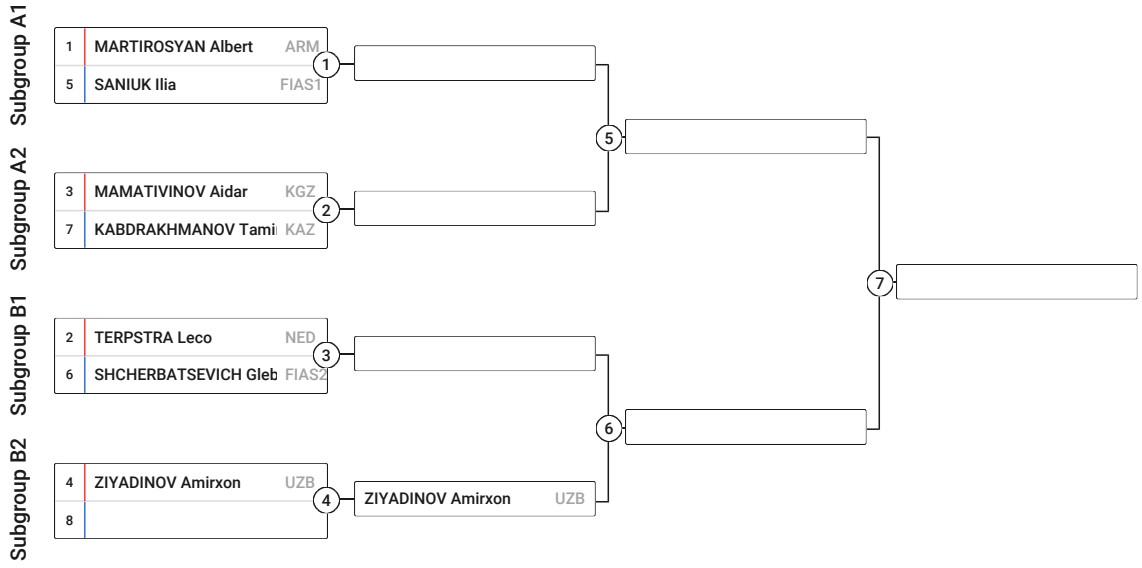 Subgroup A1
1 MARTIROSYAN Albert ARM
5 SANIUK Ilia FIAS1
1
Subgroup A2
3 MAMATIVINOV Aidar KGZ
7 KABDRAKHMANOV Tami KAZ
2
5
Subgroup B1
2 TERPSTRA Leco NED
6 SHCHERBATSEVICH Gleb FIAS2
3
Subgroup B2
4 ZIYADINOV Amirxon UZB
8
4
ZIYADINOV Amirxon UZB
6
7